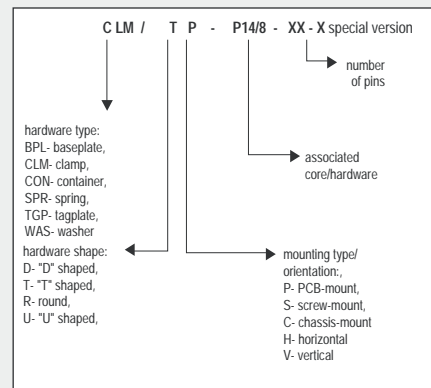 CLM / T P - P14/8 - XX - X special version
number
of pins
hardware type:
BPL- baseplate,
CLM- clamp,
CON- container,
SPR- spring,
TGP- tagplate,
WAS- washer
associated
core/hardware
hardware shape:
D- "D" shaped,
T- "T" shaped,
R- round,
U- "U" shaped,
mounting type/
orientation:,
P- PCB-mount,
S- screw-mount,
C- chassis-mount
H- horizontal
V- vertical